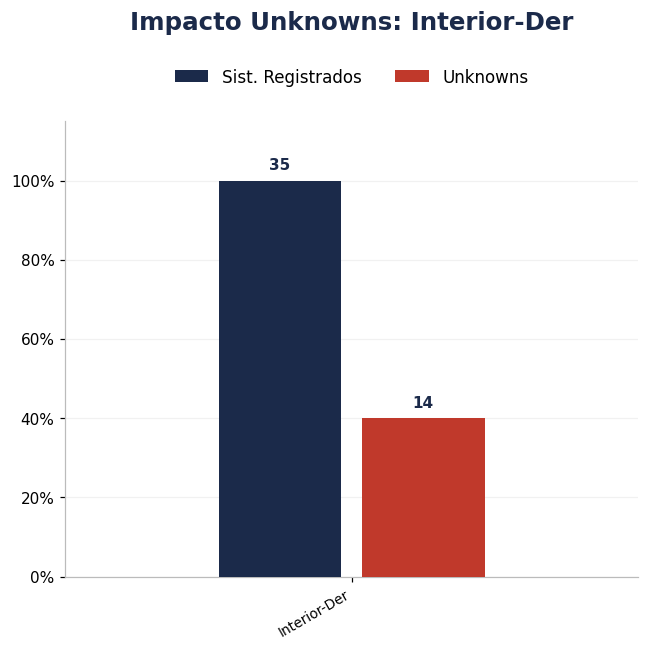 Impacto Unknowns: Interior-Der
Sist. Registrados
Unknowns
35
100%
80%
60%
14
40%
20%
0%
Interior-Der